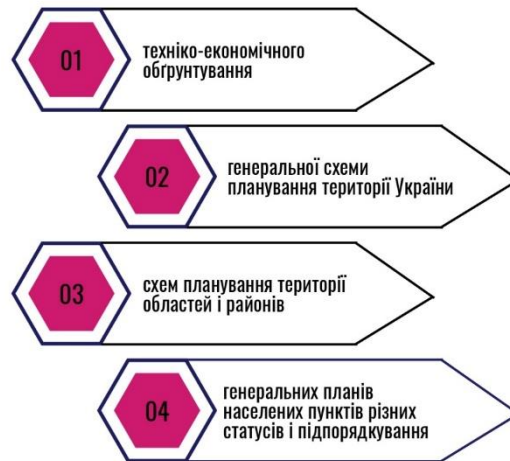 01
техніко-економічного
обґрунтування
02
генеральної схеми
планування території України
03
схем планування території
областей і районів
04
генеральних планів
населених пунктів різних
статусів і підпорядкування